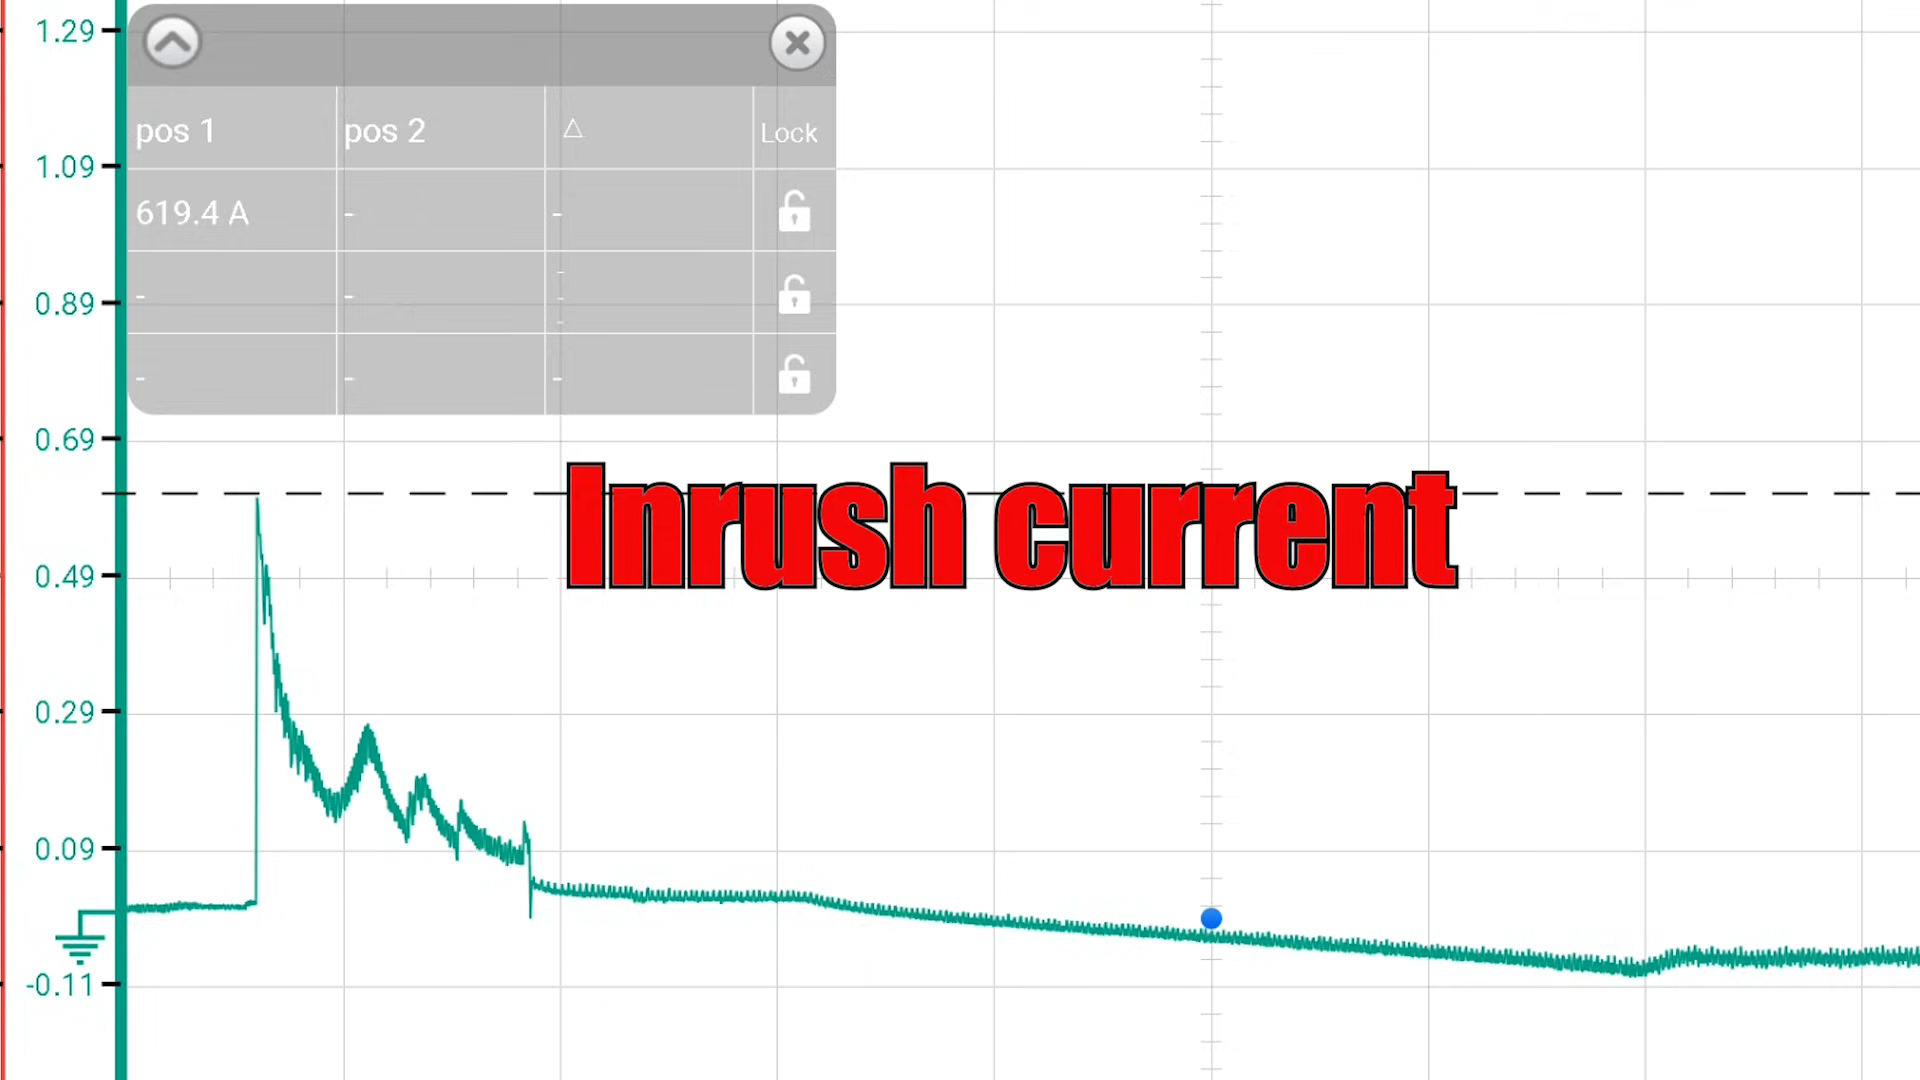 1.29
pos 1 pos 2 △ Lock
1.09
619.4 A - -
0.89
- - -
- - -
0.69
Inrush current
0.49
0.29
0.09
-0.11